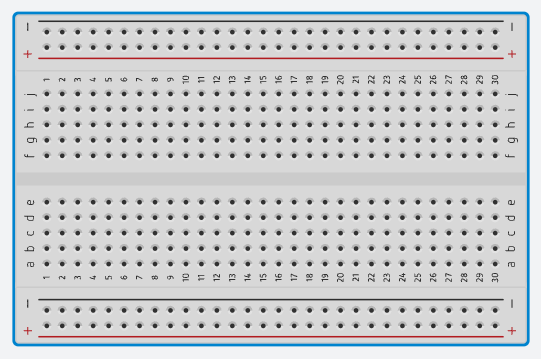 − −
+ +
1 2 3 4 5 6 7 8 9 10 11 12 13 14 15 16 17 18 19 20 21 22 23 24 25 26 27 28 29 30
j j
i i
h h
g g
f f
e e
d d
c c
b b
a a
1 2 3 4 5 6 7 8 9 10 11 12 13 14 15 16 17 18 19 20 21 22 23 24 25 26 27 28 29 30
− −
+ +